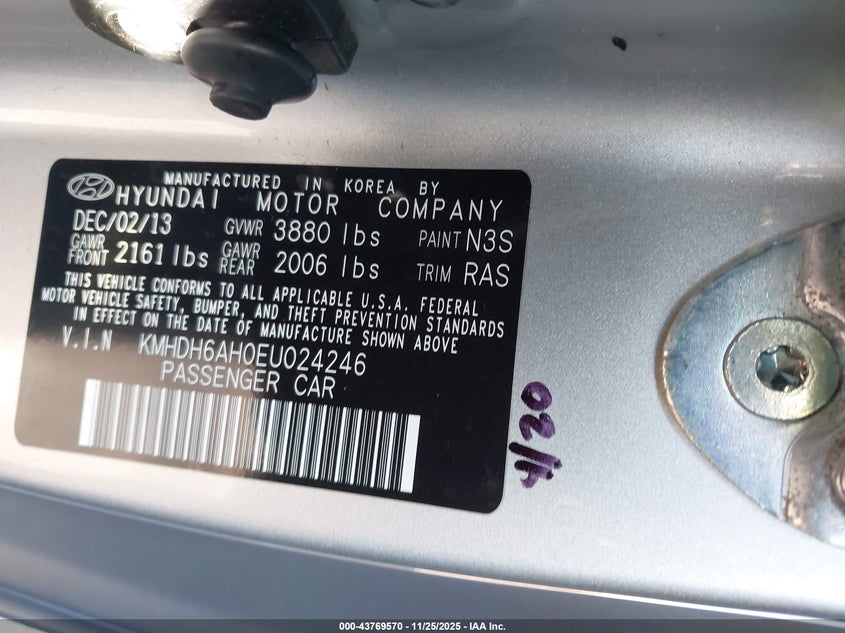 MANUFACTURED IN KOREA BY
HYUNDAI MOTOR COMPANY
DEC/02/13 GVWR 3880 lbs PAINT N3S
GAWR FRONT 2161 lbs GAWR REAR 2006 lbs TRIM RAS
THIS VEHICLE CONFORMS TO ALL APPLICABLE U.S.A. FEDERAL
MOTOR VEHICLE SAFETY, BUMPER, AND THEFT PREVENTION STANDARDS
IN EFFECT ON THE DATE OF MANUFACTURE SHOWN ABOVE
V.I.N KMHDH6AH0EU024246
PASSENGER CAR
000-43769570 - 11/25/2025 - IAA Inc.